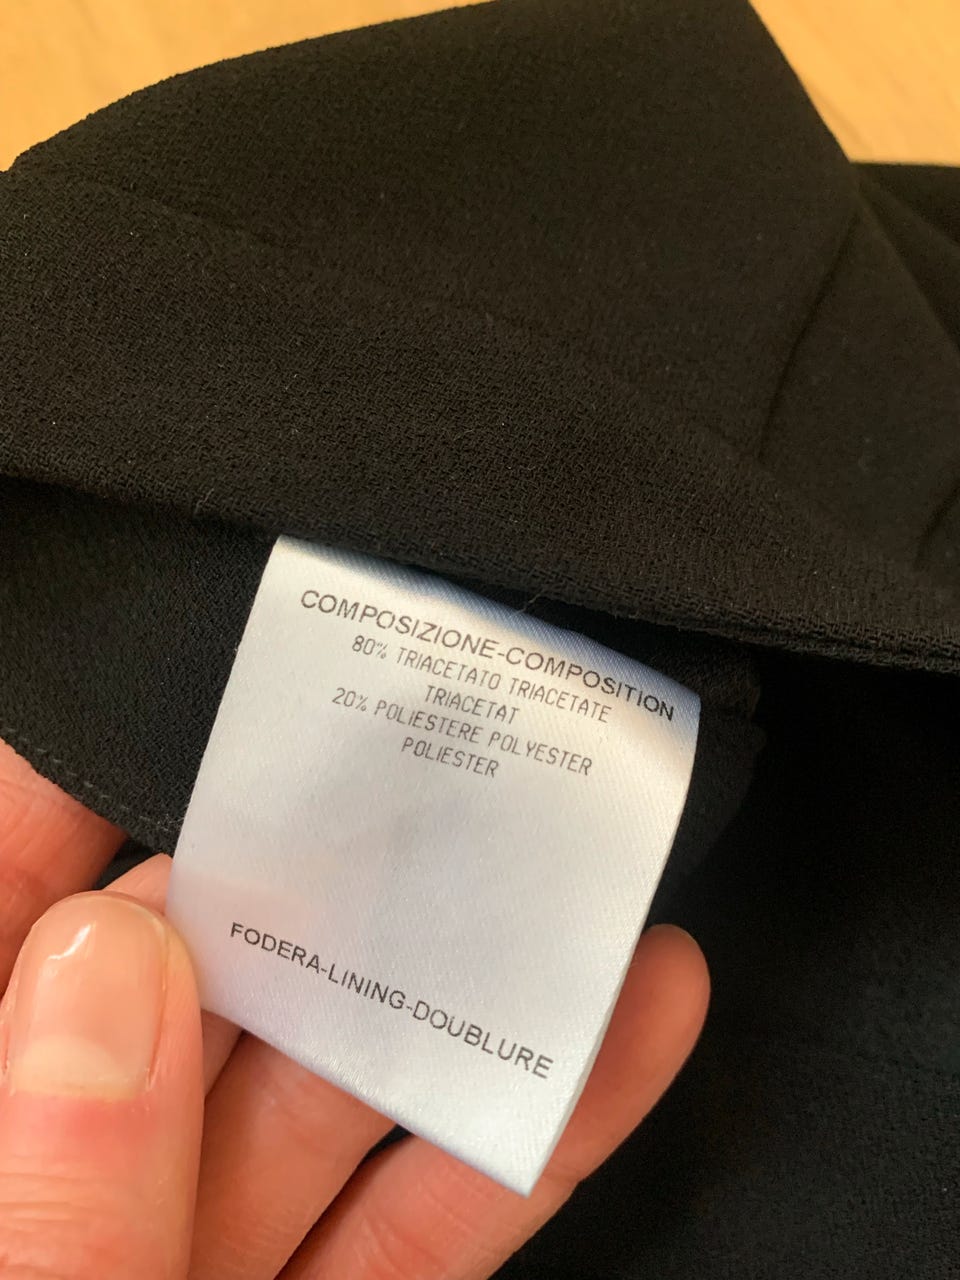 COMPOSIZIONE-COMPOSITION
80% TRIACETATO TRIACETATE
TRIACETAT
20% POLIESTERE POLYESTER
POLIESTER
FODERA-LINING-DOUBLURE